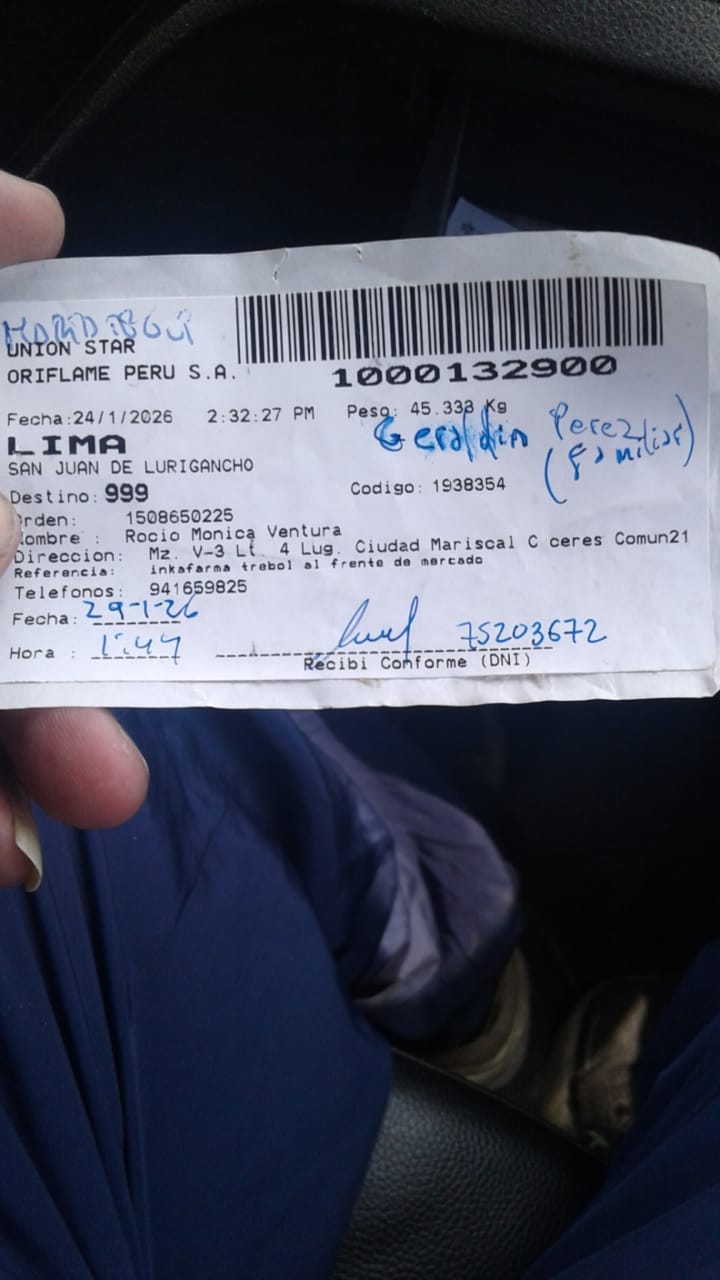 UNION STAR
ORIFLAME PERU S.A.
1000132900
Fecha:24/1/2026 2:32:27 PM Peso: 45.333 Kg
Geraldin Perez
(familiar)
LIMA
SAN JUAN DE LURIGANCHO
Destino: 999 Codigo: 1938354
Orden: 1508650225
Nombre : Rocio Monica Ventura
Direccion: Mz. V-3 Lt. 4 Lug. Ciudad Mariscal C ceres Comun21
Referencia: inkafarma trebol al frente de mercado
Telefonos: 941659825
Fecha: 29-1-26
Hora : 1:44 75203672
Recibi Conforme (DNI)